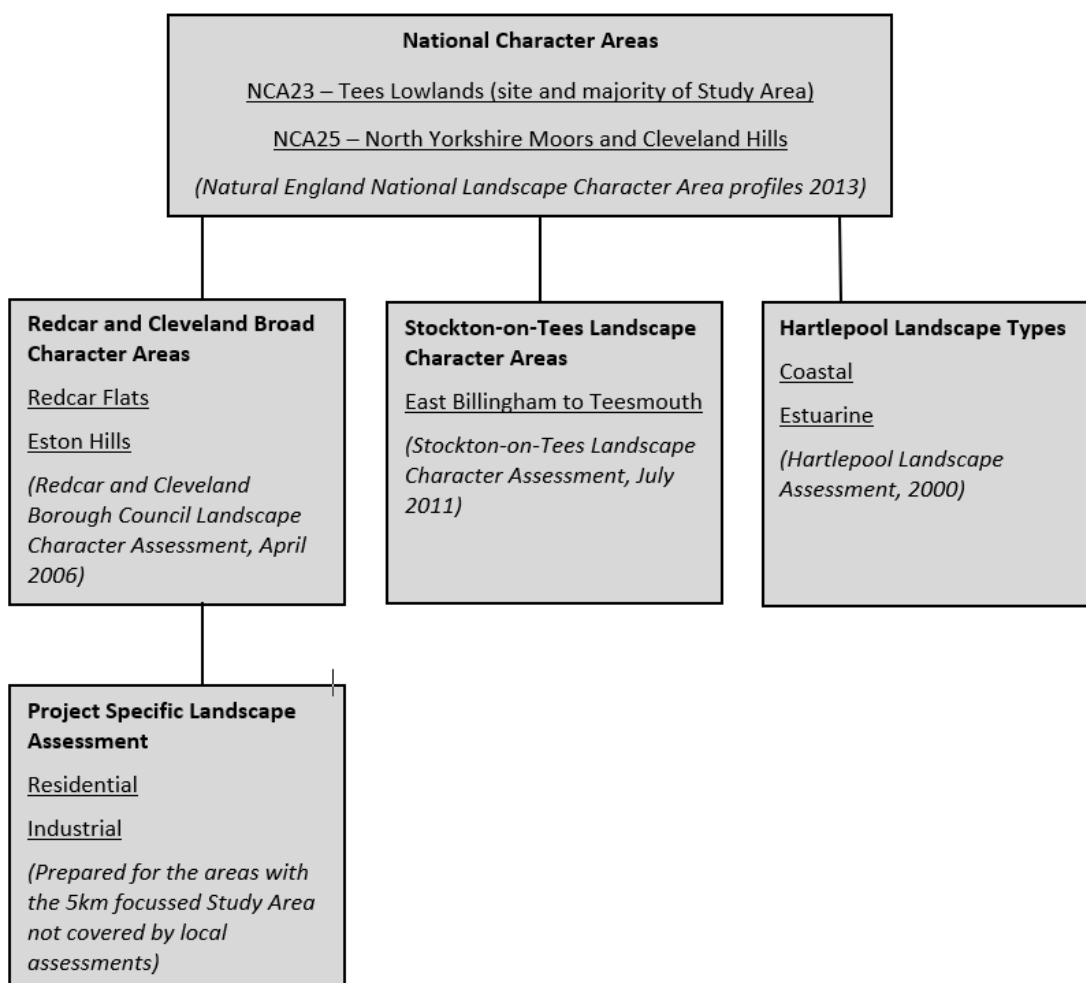 National Character Areas
NCA23 – Tees Lowlands (site and majority of Study Area)
NCA25 – North Yorkshire Moors and Cleveland Hills
(Natural England National Landscape Character Area profiles 2013)
Redcar and Cleveland Broad
Character Areas
Redcar Flats
Eston Hills
(Redcar and Cleveland
Borough Council Landscape
Character Assessment, April
2006)
Stockton-on-Tees Landscape
Character Areas
East Billingham to Teesmouth
(Stockton-on-Tees Landscape
Character Assessment, July
2011)
Hartlepool Landscape Types
Coastal
Estuarine
(Hartlepool Landscape
Assessment, 2000)
Project Specific Landscape
Assessment
Residential
Industrial
(Prepared for the areas with
the 5km focussed Study Area
not covered by local
assessments)